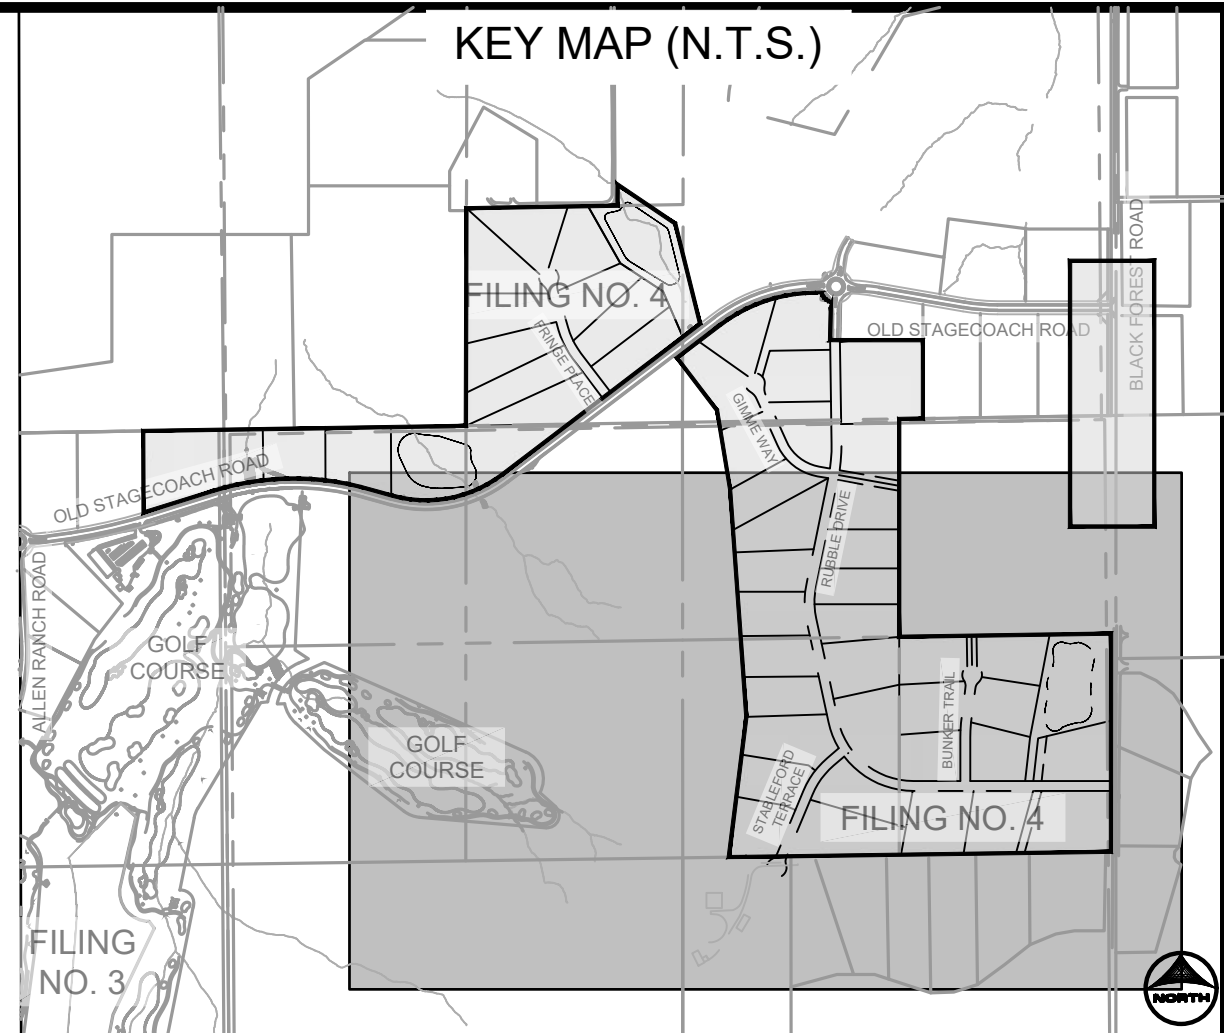 KEY MAP (N.T.S.)
BLACK FOREST ROAD
FILING NO. 4
OLD STAGECOACH ROAD
FRINGE PLACE
GIMME WAY
OLD STAGECOACH ROAD
RUBBLE DRIVE
ALLEN RANCH ROAD
GOLF
COURSE
BUNKER TRAIL
GOLF
COURSE
STABLEFORD
TERRACE
FILING NO. 4
FILING
NO. 3
NORTH